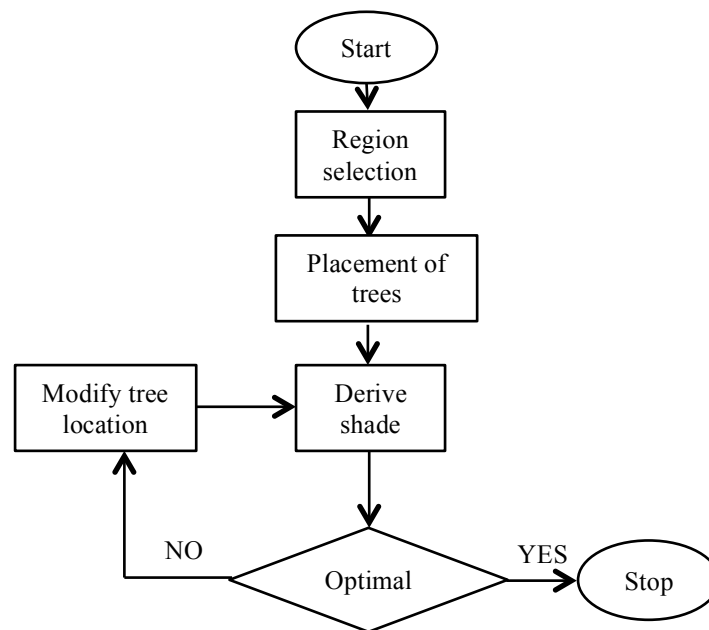 Start
Region
selection
Placement of
trees
Modify tree
location
Derive
shade
NO
YES
Optimal
Stop